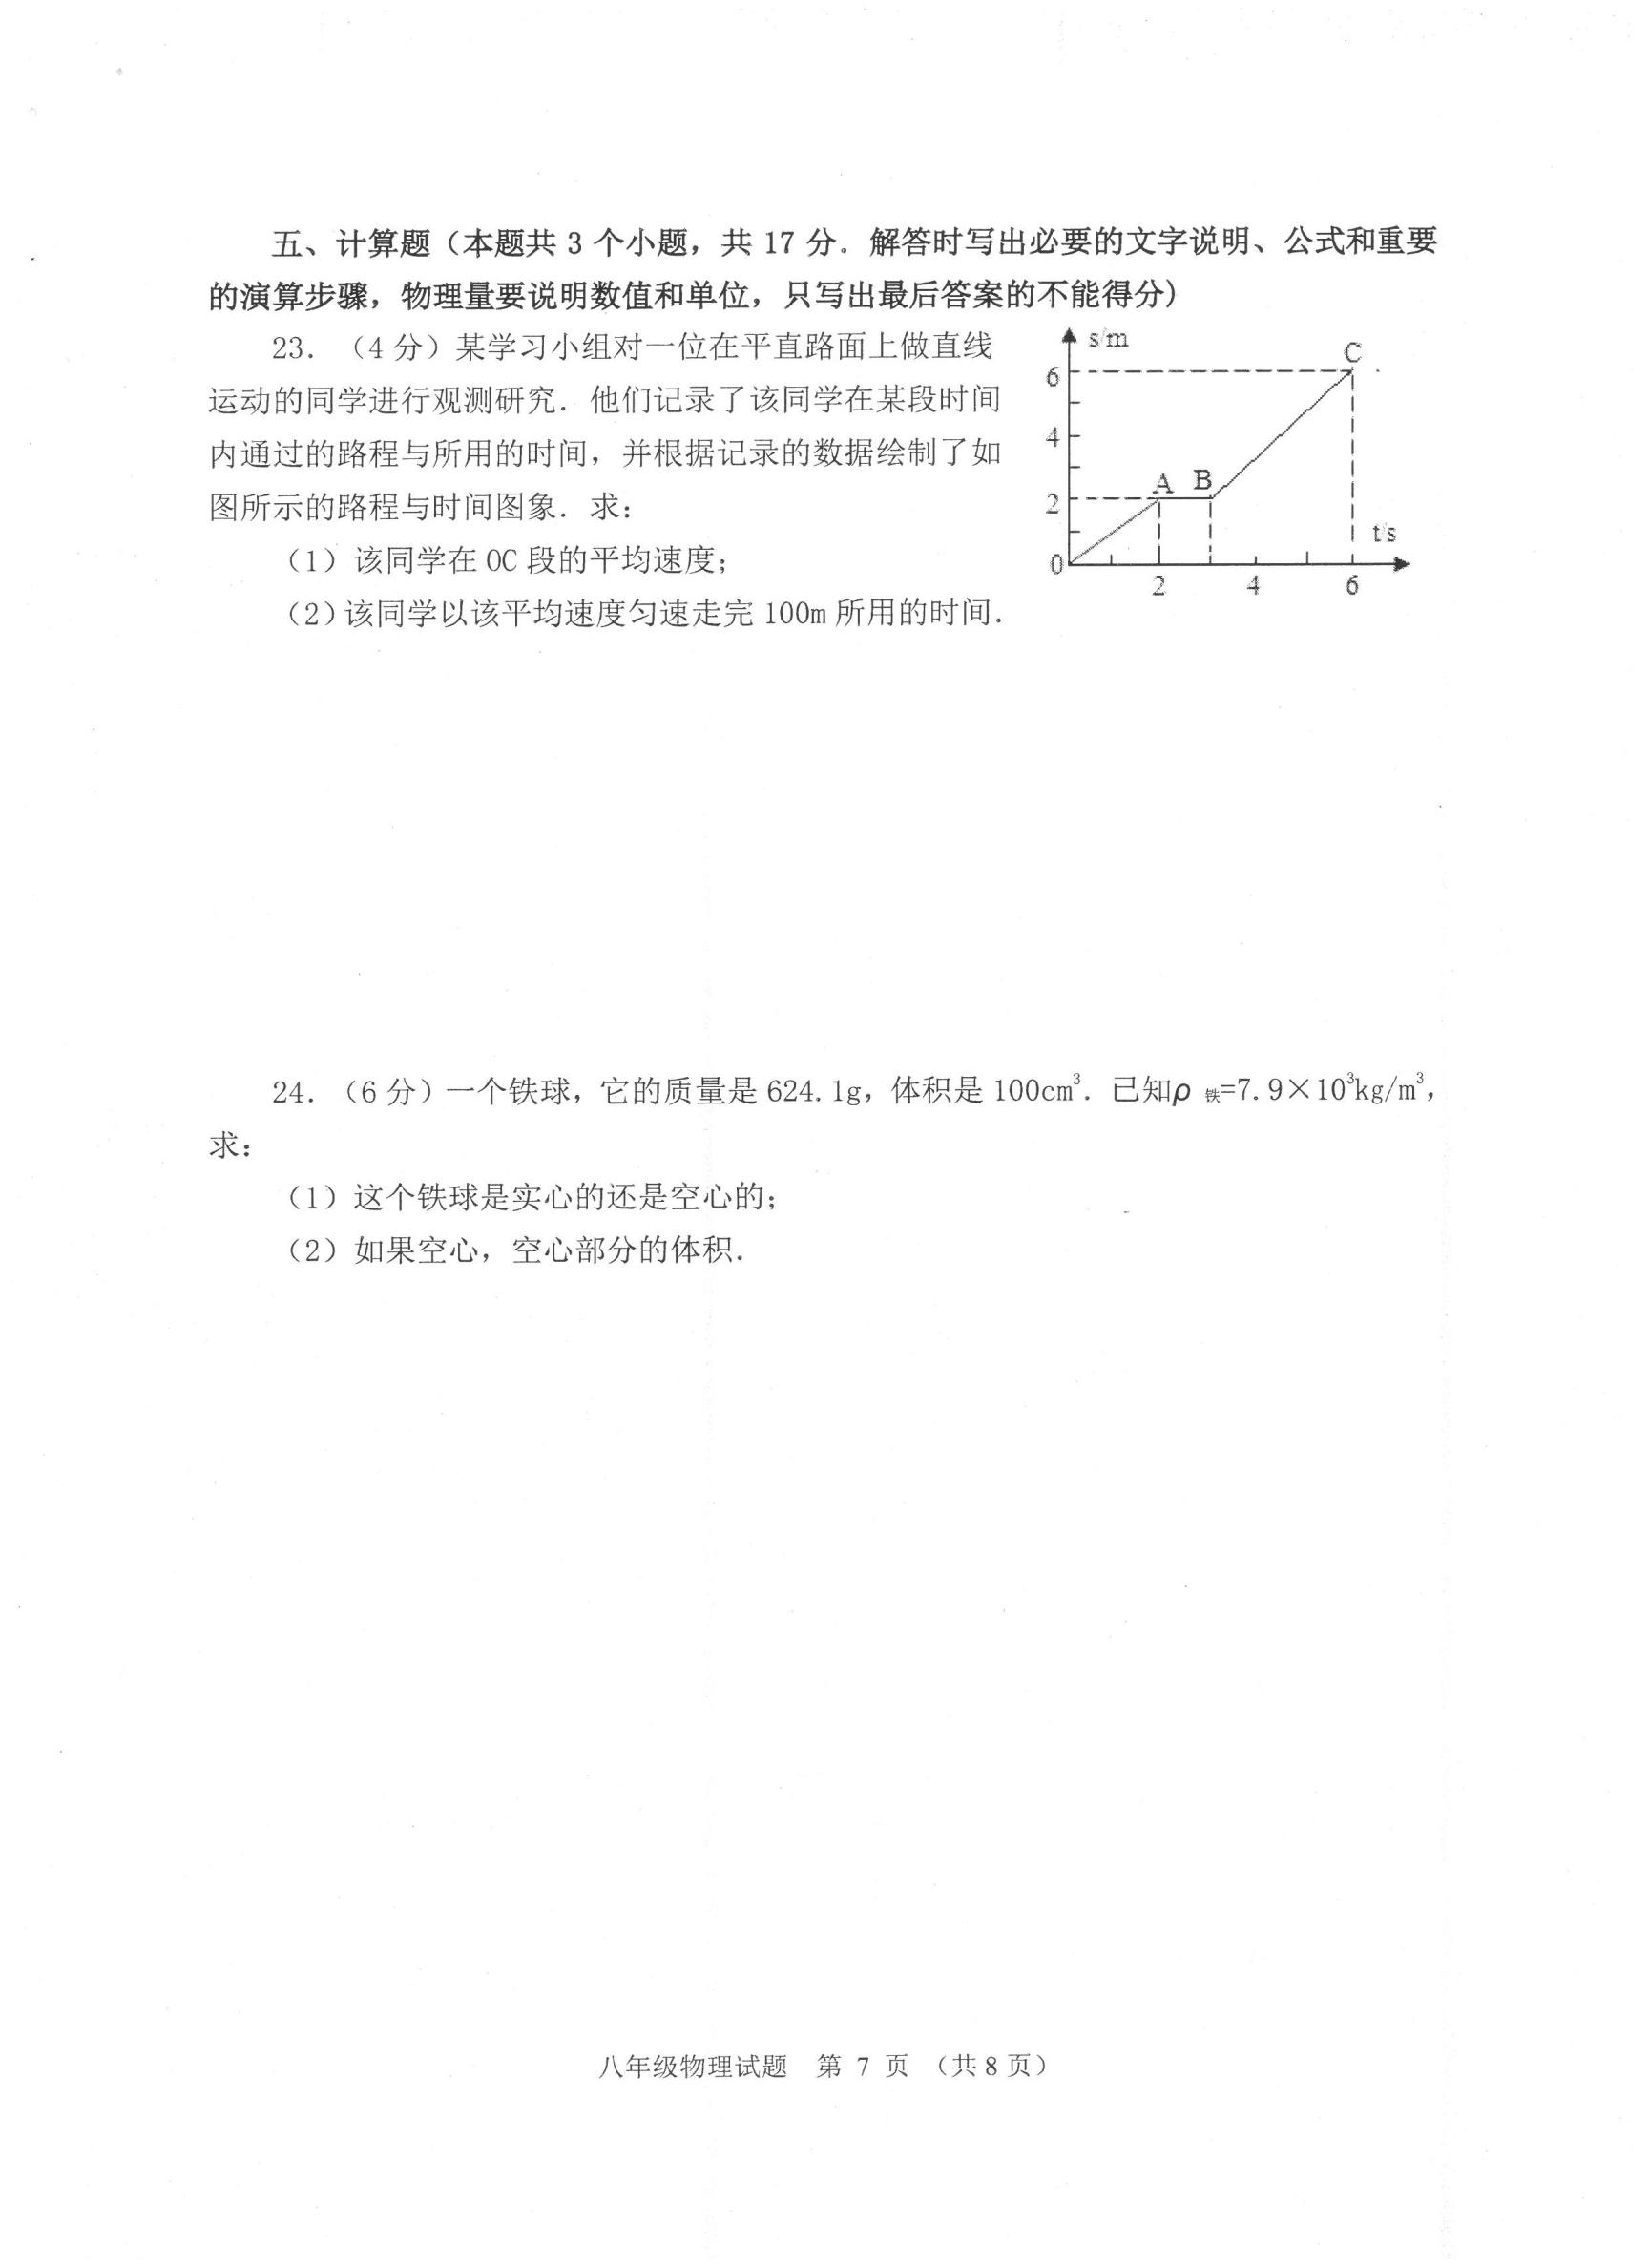 五、计算题（本题共 3 个小题，共 17 分．解答时写出必要的文字说明、公式和重要
的演算步骤，物理量要说明数值和单位，只写出最后答案的不能得分）
23．（4 分）某学习小组对一位在平直路面上做直线
运动的同学进行观测研究．他们记录了该同学在某段时间
内通过的路程与所用的时间，并根据记录的数据绘制了如
图所示的路程与时间图象．求：
（1）该同学在 OC 段的平均速度；
（2）该同学以该平均速度匀速走完 100m 所用的时间．
s/m
C
6
4
A B
2
t/s
0
2 4 6
24．（6 分）一个铁球，它的质量是 624.1g，体积是 100cm³．已知ρ 铁=7.9×10³kg/m³，
求：
（1）这个铁球是实心的还是空心的；
（2）如果空心，空心部分的体积．
八年级物理试题 第 7 页 （共 8 页）